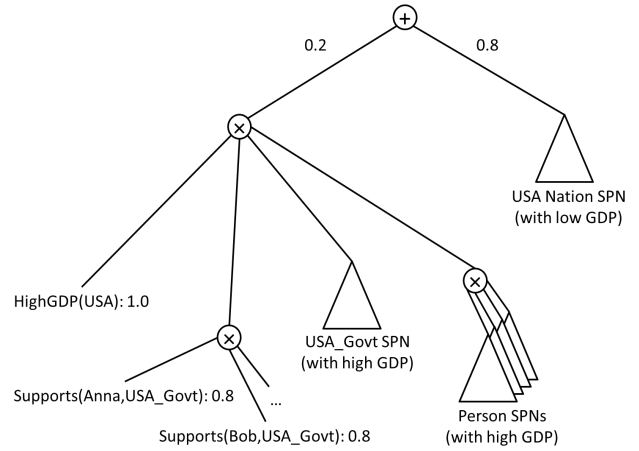 +
0.2
0.8
×
USA Nation SPN
(with low GDP)
×
HighGDP(USA): 1.0
×
USA_Govt SPN
(with high GDP)
Supports(Anna,USA_Govt): 0.8
...
Supports(Bob,USA_Govt): 0.8
Person SPNs
(with high GDP)